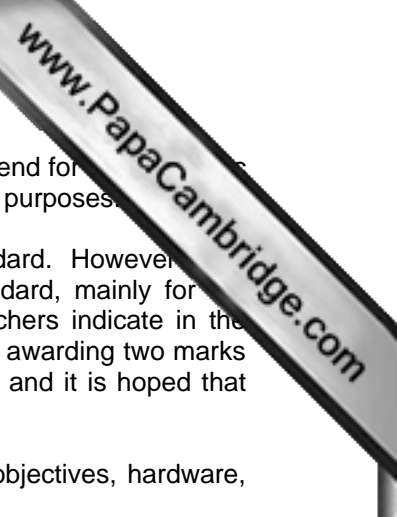 www.PapaCambridge.com
end for
purposes.
dard. However
dard, mainly for
chers indicate in the
awarding two marks
and it is hoped that
objectives, hardware,